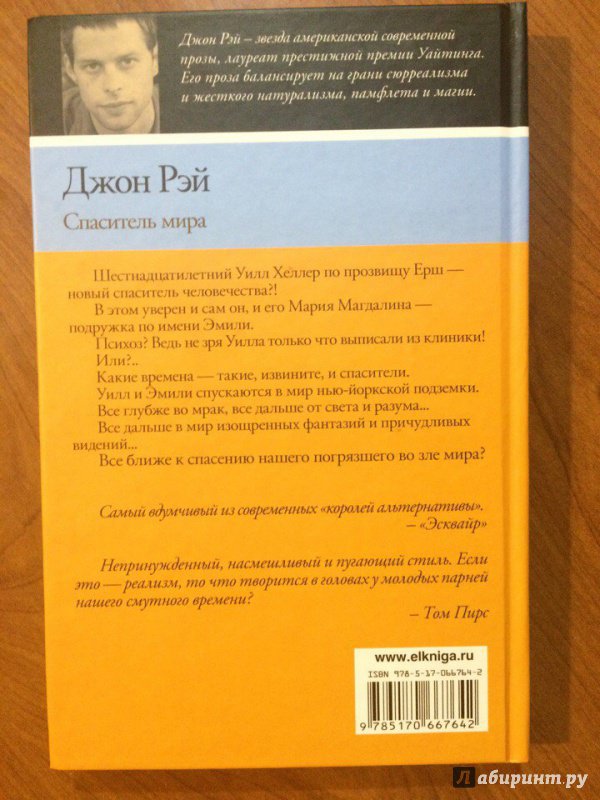 Джон Рэй – звезда американской современной
прозы, лауреат престижной премии Уайтинга.
Его проза балансирует на грани сюрреализма
и жесткого натурализма, памфлета и магии.
Джон Рэй
Спаситель мира
Шестнадцатилетний Уилл Хеллер по прозвищу Ерш —
новый спаситель человечества?!
В этом уверен и сам он, и его Мария Магдалина —
подружка по имени Эмили.
Психоз? Ведь не зря Уилла только что выписали из клиники!
Или?..
Какие времена — такие, извините, и спасители.
Уилл и Эмили спускаются в мир нью-йоркской подземки.
Все глубже во мрак, все дальше от света и разума...
Все дальше в мир изощренных фантазий и причудливых
видений...
Все ближе к спасению нашего погрязшего во зле мира?
Самый вдумчивый из современных «королей альтернативы».
– «Эсквайр»
Непринужденный, насмешливый и пугающий стиль. Если
это — реализм, то что творится в головах у молодых парней
нашего смутного времени?
– Том Пирс
www.elkniga.ru
ISBN 978-5-17-066764-2
9 785170 667642
Лабиринт.ру